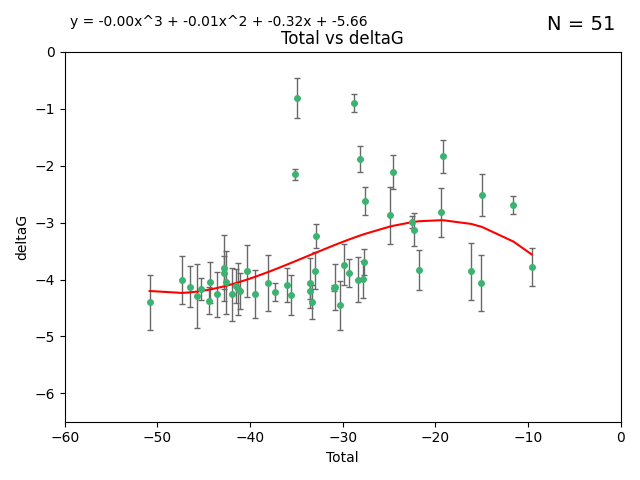 y = -0.00x^3 + -0.01x^2 + -0.32x + -5.66
N = 51
Total vs deltaG
0
−1
−2
−3
−4
−5
−6
deltaG
−60 −50 −40 −30 −20 −10 0
Total